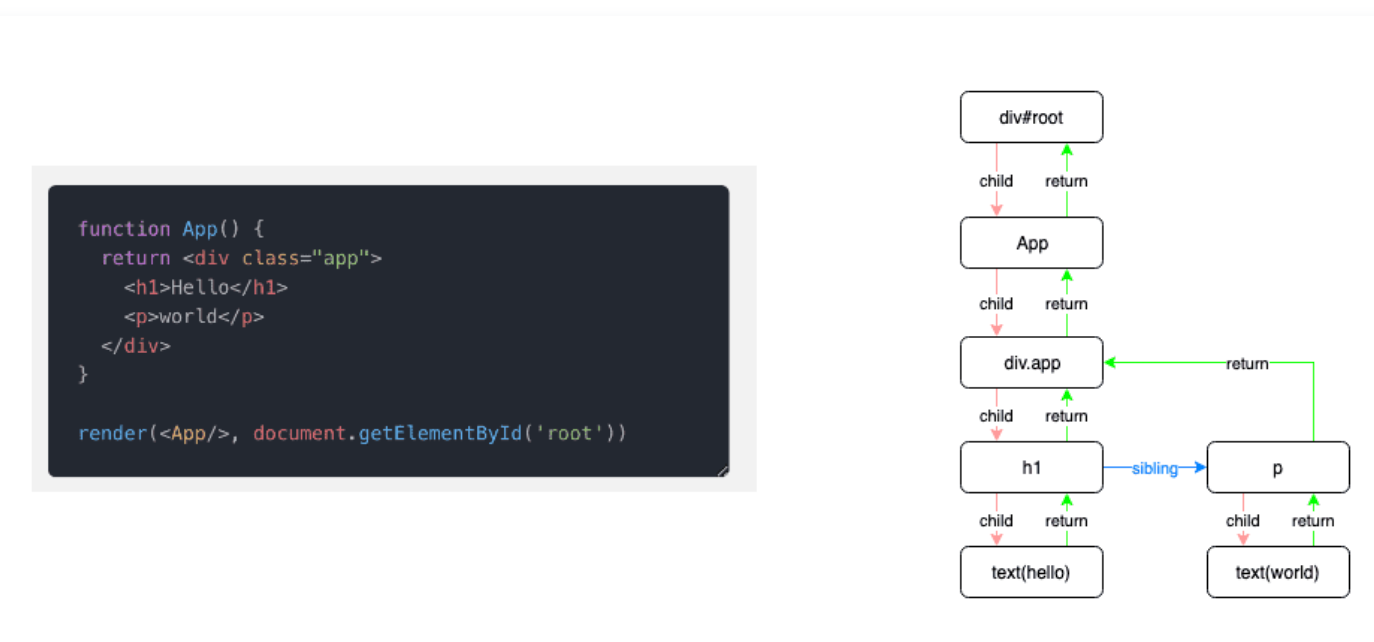 function App() {
return <div class="app">
<h1>Hello</h1>
<p>world</p>
</div>
}
render(<App/>, document.getElementById('root'))
div#root
child
return
App
child
return
div.app
return
child
return
h1
sibling
p
child
return
child
return
text(hello)
text(world)